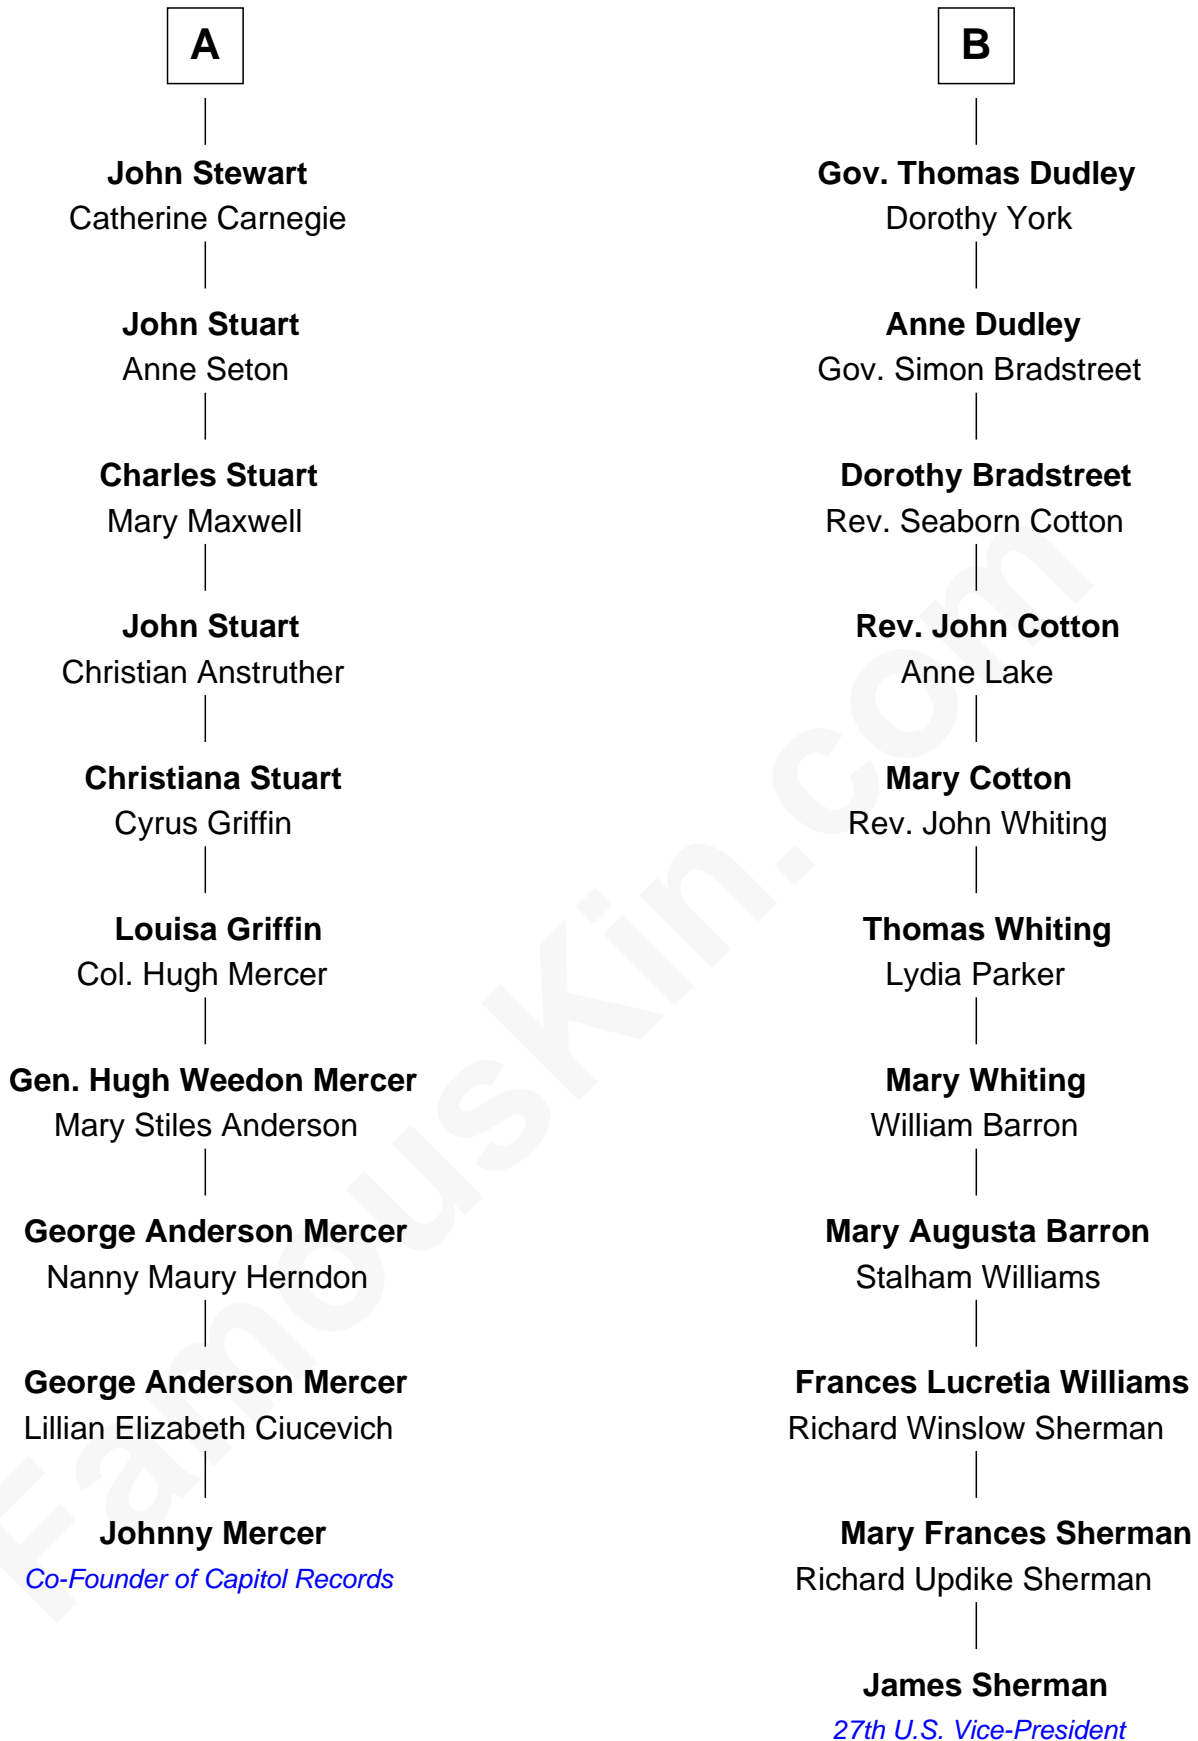 A
John Stewart
Catherine Carnegie
John Stuart
Anne Seton
Charles Stuart
Mary Maxwell
John Stuart
Christian Anstruther
Christiana Stuart
Cyrus Griffin
Louisa Griffin
Col. Hugh Mercer
Gen. Hugh Weedon Mercer
Mary Stiles Anderson
George Anderson Mercer
Nanny Maury Herndon
George Anderson Mercer
Lillian Elizabeth Ciucevich
Johnny Mercer
Co-Founder of Capitol Records
B
Gov. Thomas Dudley
Dorothy York
Anne Dudley
Gov. Simon Bradstreet
Dorothy Bradstreet
Rev. Seaborn Cotton
Rev. John Cotton
Anne Lake
Mary Cotton
Rev. John Whiting
Thomas Whiting
Lydia Parker
Mary Whiting
William Barron
Mary Augusta Barron
Stalham Williams
Frances Lucretia Williams
Richard Winslow Sherman
Mary Frances Sherman
Richard Updike Sherman
James Sherman
27th U.S. Vice-President
FamousKin.com